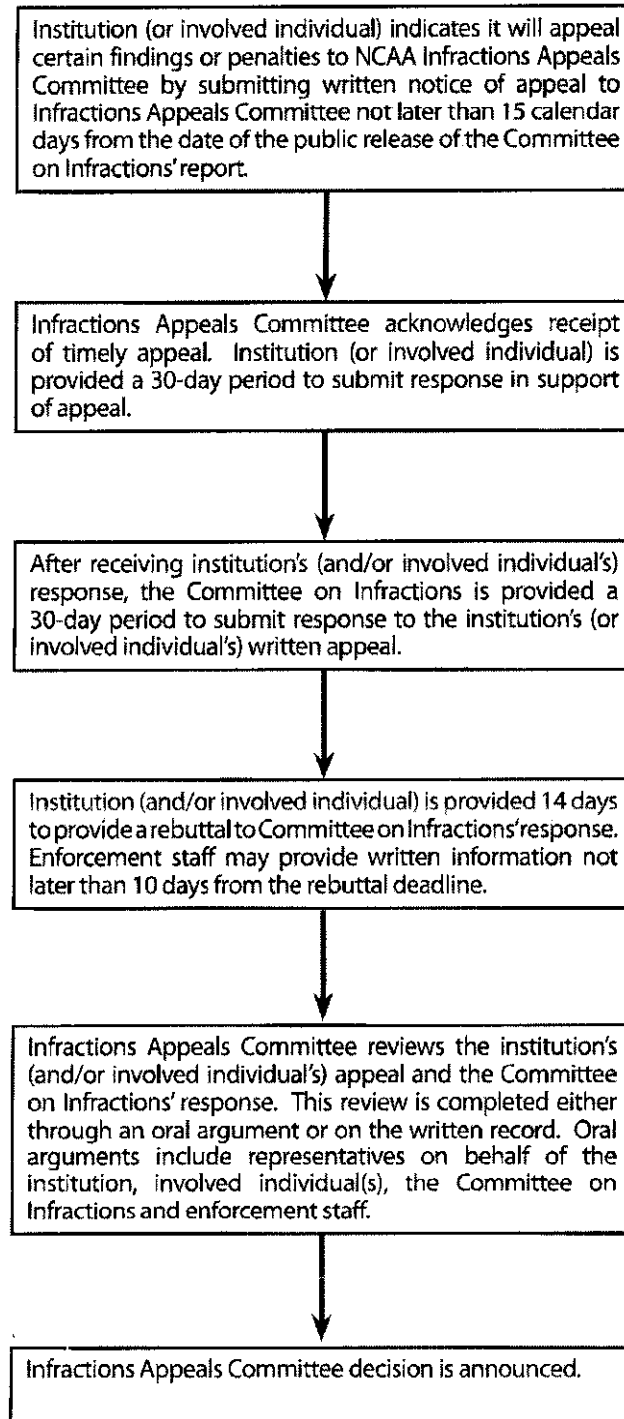 Institution (or involved individual) indicates it will appeal
certain findings or penalties to NCAA Infractions Appeals
Committee by submitting written notice of appeal to
Infractions Appeals Committee not later than 15 calendar
days from the date of the public release of the Committee
on Infractions' report.
Infractions Appeals Committee acknowledges receipt
of timely appeal. Institution (or involved individual) is
provided a 30-day period to submit response in support
of appeal.
After receiving institution's (and/or involved individual's)
response, the Committee on Infractions is provided a
30-day period to submit response to the institution's (or
involved individual's) written appeal.
Institution (and/or involved individual) is provided 14 days
to provide a rebuttal to Committee on Infractions' response.
Enforcement staff may provide written information not
later than 10 days from the rebuttal deadline.
Infractions Appeals Committee reviews the institution's
(and/or involved individual's) appeal and the Committee
on Infractions' response. This review is completed either
through an oral argument or on the written record. Oral
arguments include representatives on behalf of the
institution, involved individual(s), the Committee on
Infractions and enforcement staff.
Infractions Appeals Committee decision is announced.